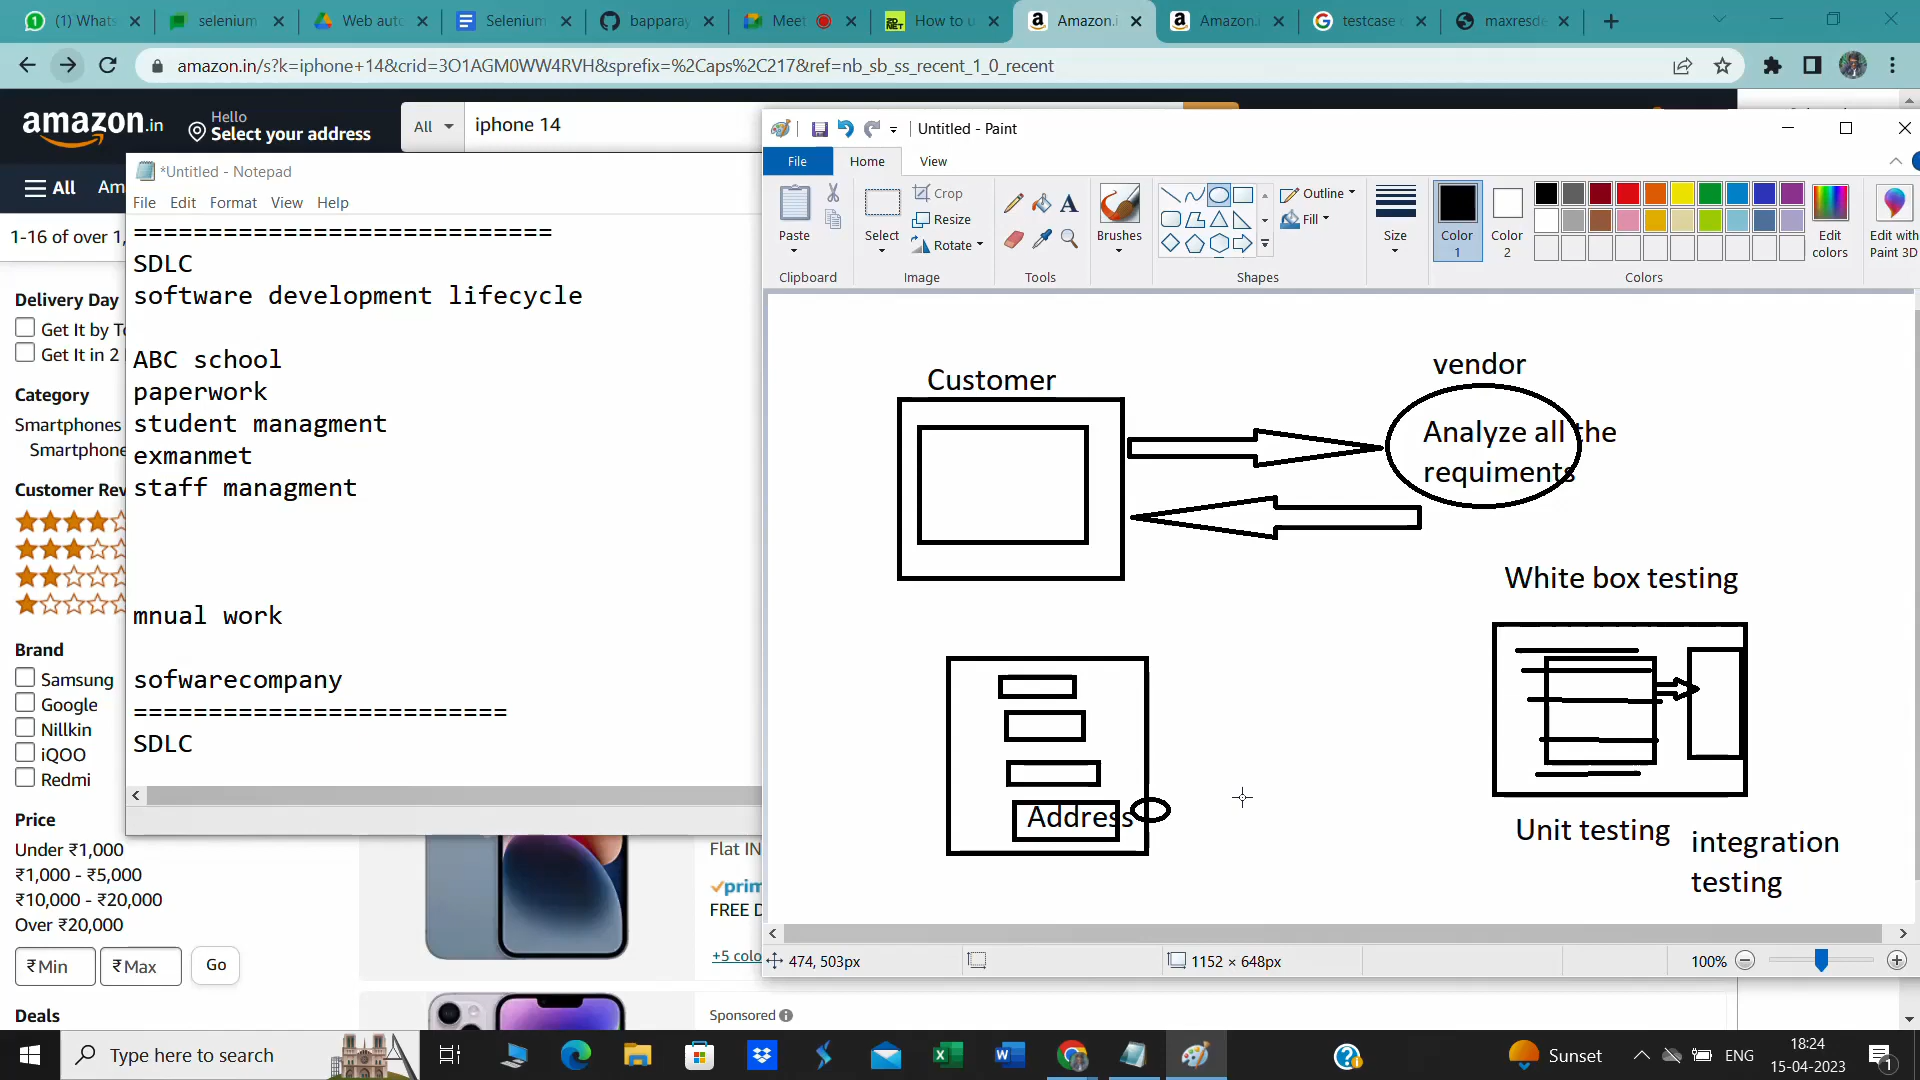 (1) Whats
selenium
Web aut
Selenium
bapparay
Meet
How to u
Amazon.i
Amazon.
testcase
maxresde
amazon.in/s?k=iphone+14&crid=3O1AGM0WW4RVH&sprefix=%2Caps%2C217&ref=nb_sb_ss_recent_1_0_recent
amazon.in
Hello
Select your address
All
iphone 14
All
Am
1-16 of over 1,
Delivery Day
Get It by To
Get It in 2
Category
Smartphones
Smartphone
Customer Rev
Brand
Samsung
Google
Nillkin
iQOO
Redmi
Price
Under ₹1,000
₹1,000 - ₹5,000
₹10,000 - ₹20,000
Over ₹20,000
₹Min
₹Max
Go
Deals
*Untitled - Notepad
File Edit Format View Help
============================
SDLC
software development lifecycle
ABC school
paperwork
student managment
exmanmet
staff managment
mnual work
sofwarecompany
=========================
SDLC
Flat IN
prim
FREE D
+5 colo
Sponsored
Untitled - Paint
File Home View
Paste
Clipboard
Select
Crop
Resize
Rotate
Image
Tools
Brushes
Shapes
Outline
Fill
Size
Color
1
Color
2
Edit
colors
Colors
Edit with
Paint 3D
Customer
vendor
Analyze all the
requiments
White box testing
Address
Unit testing
integration
testing
474, 503px
1152 × 648px
100%
Type here to search
Sunset
ENG
18:24
15-04-2023
1